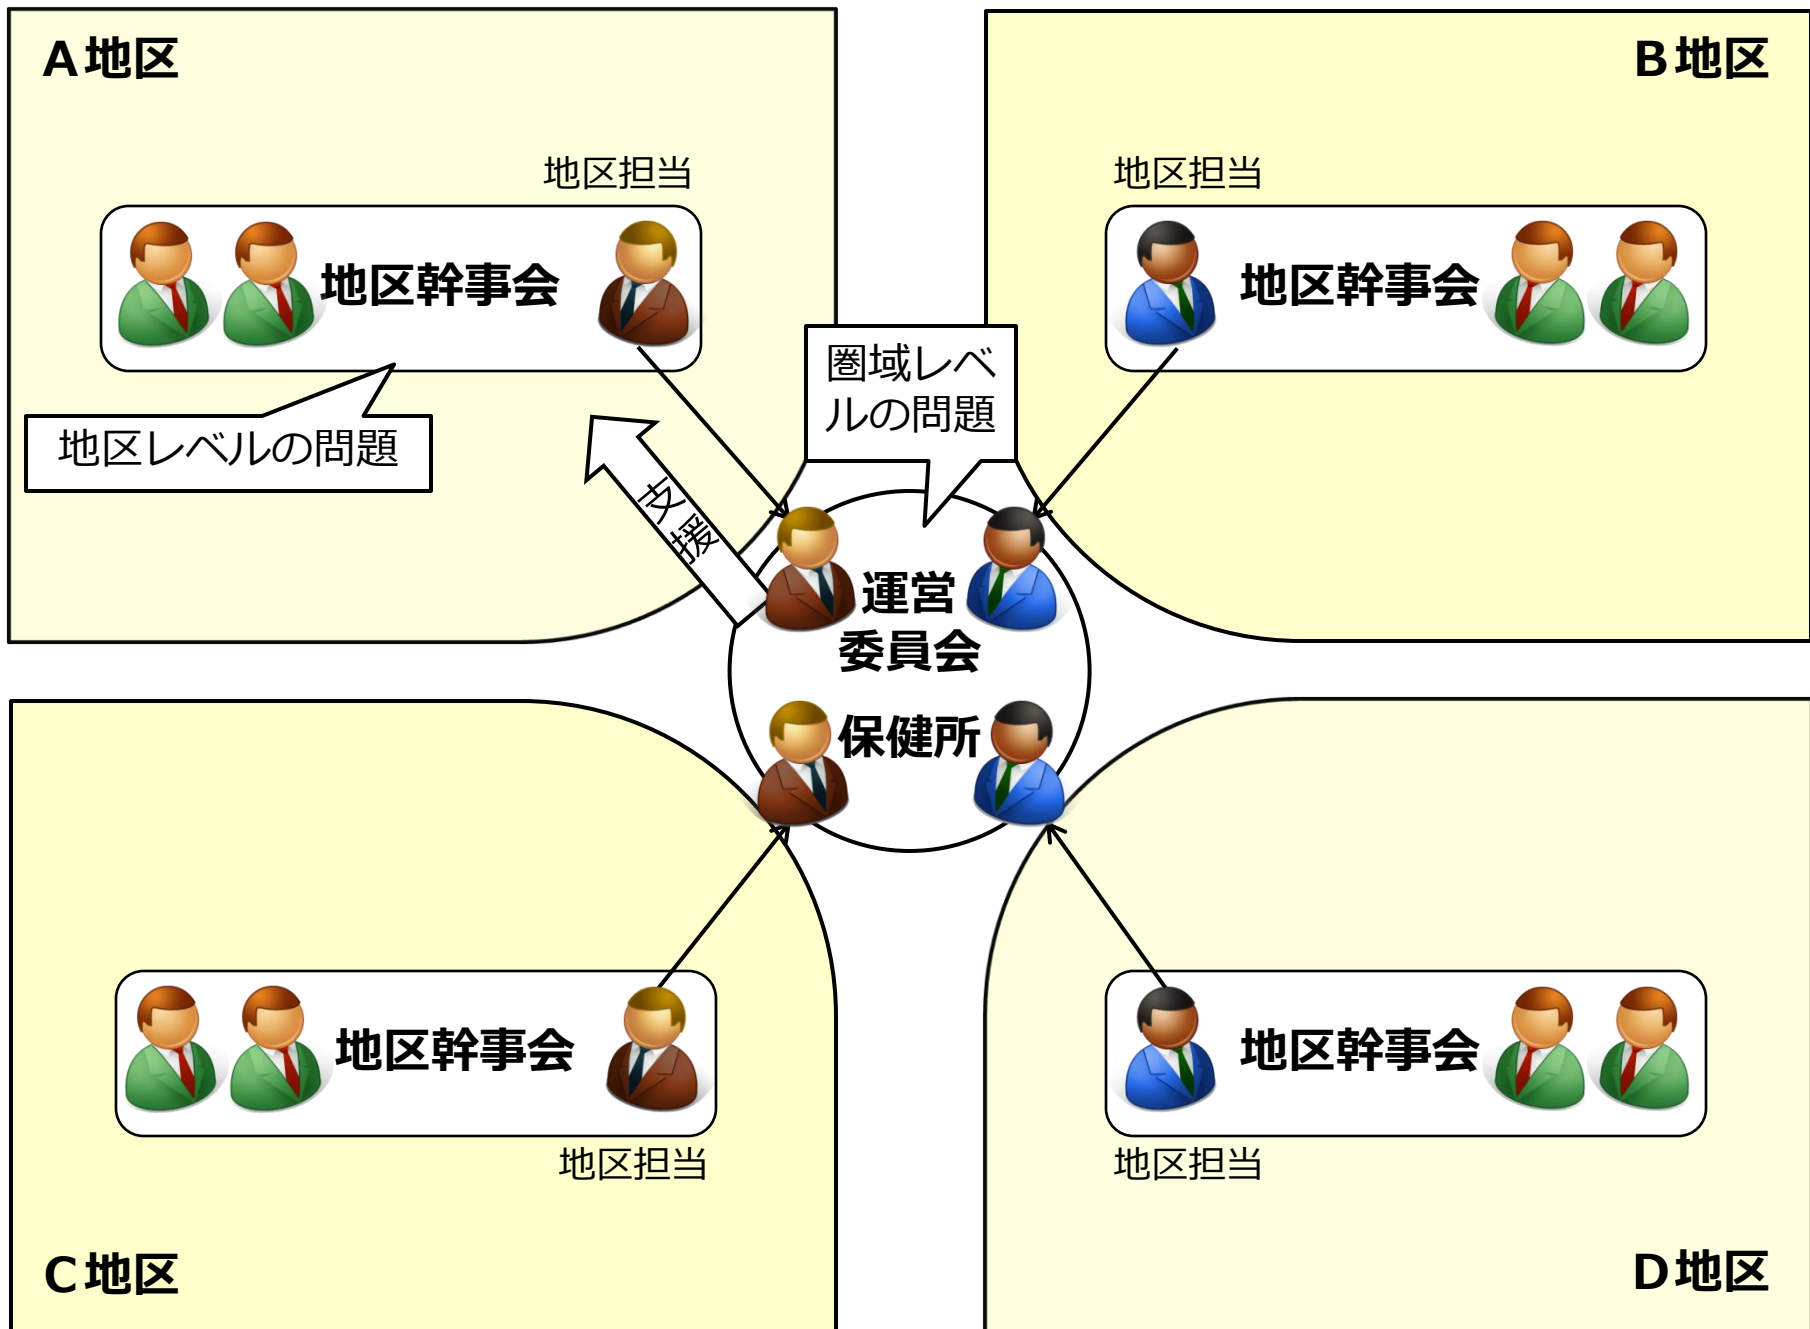 A地区
B地区
地区担当
地区担当
地区幹事会
地区幹事会
圏域レベ
ルの問題
地区レベルの問題
支援
運営
委員会
保健所
地区幹事会
地区幹事会
地区担当
地区担当
C地区
D地区